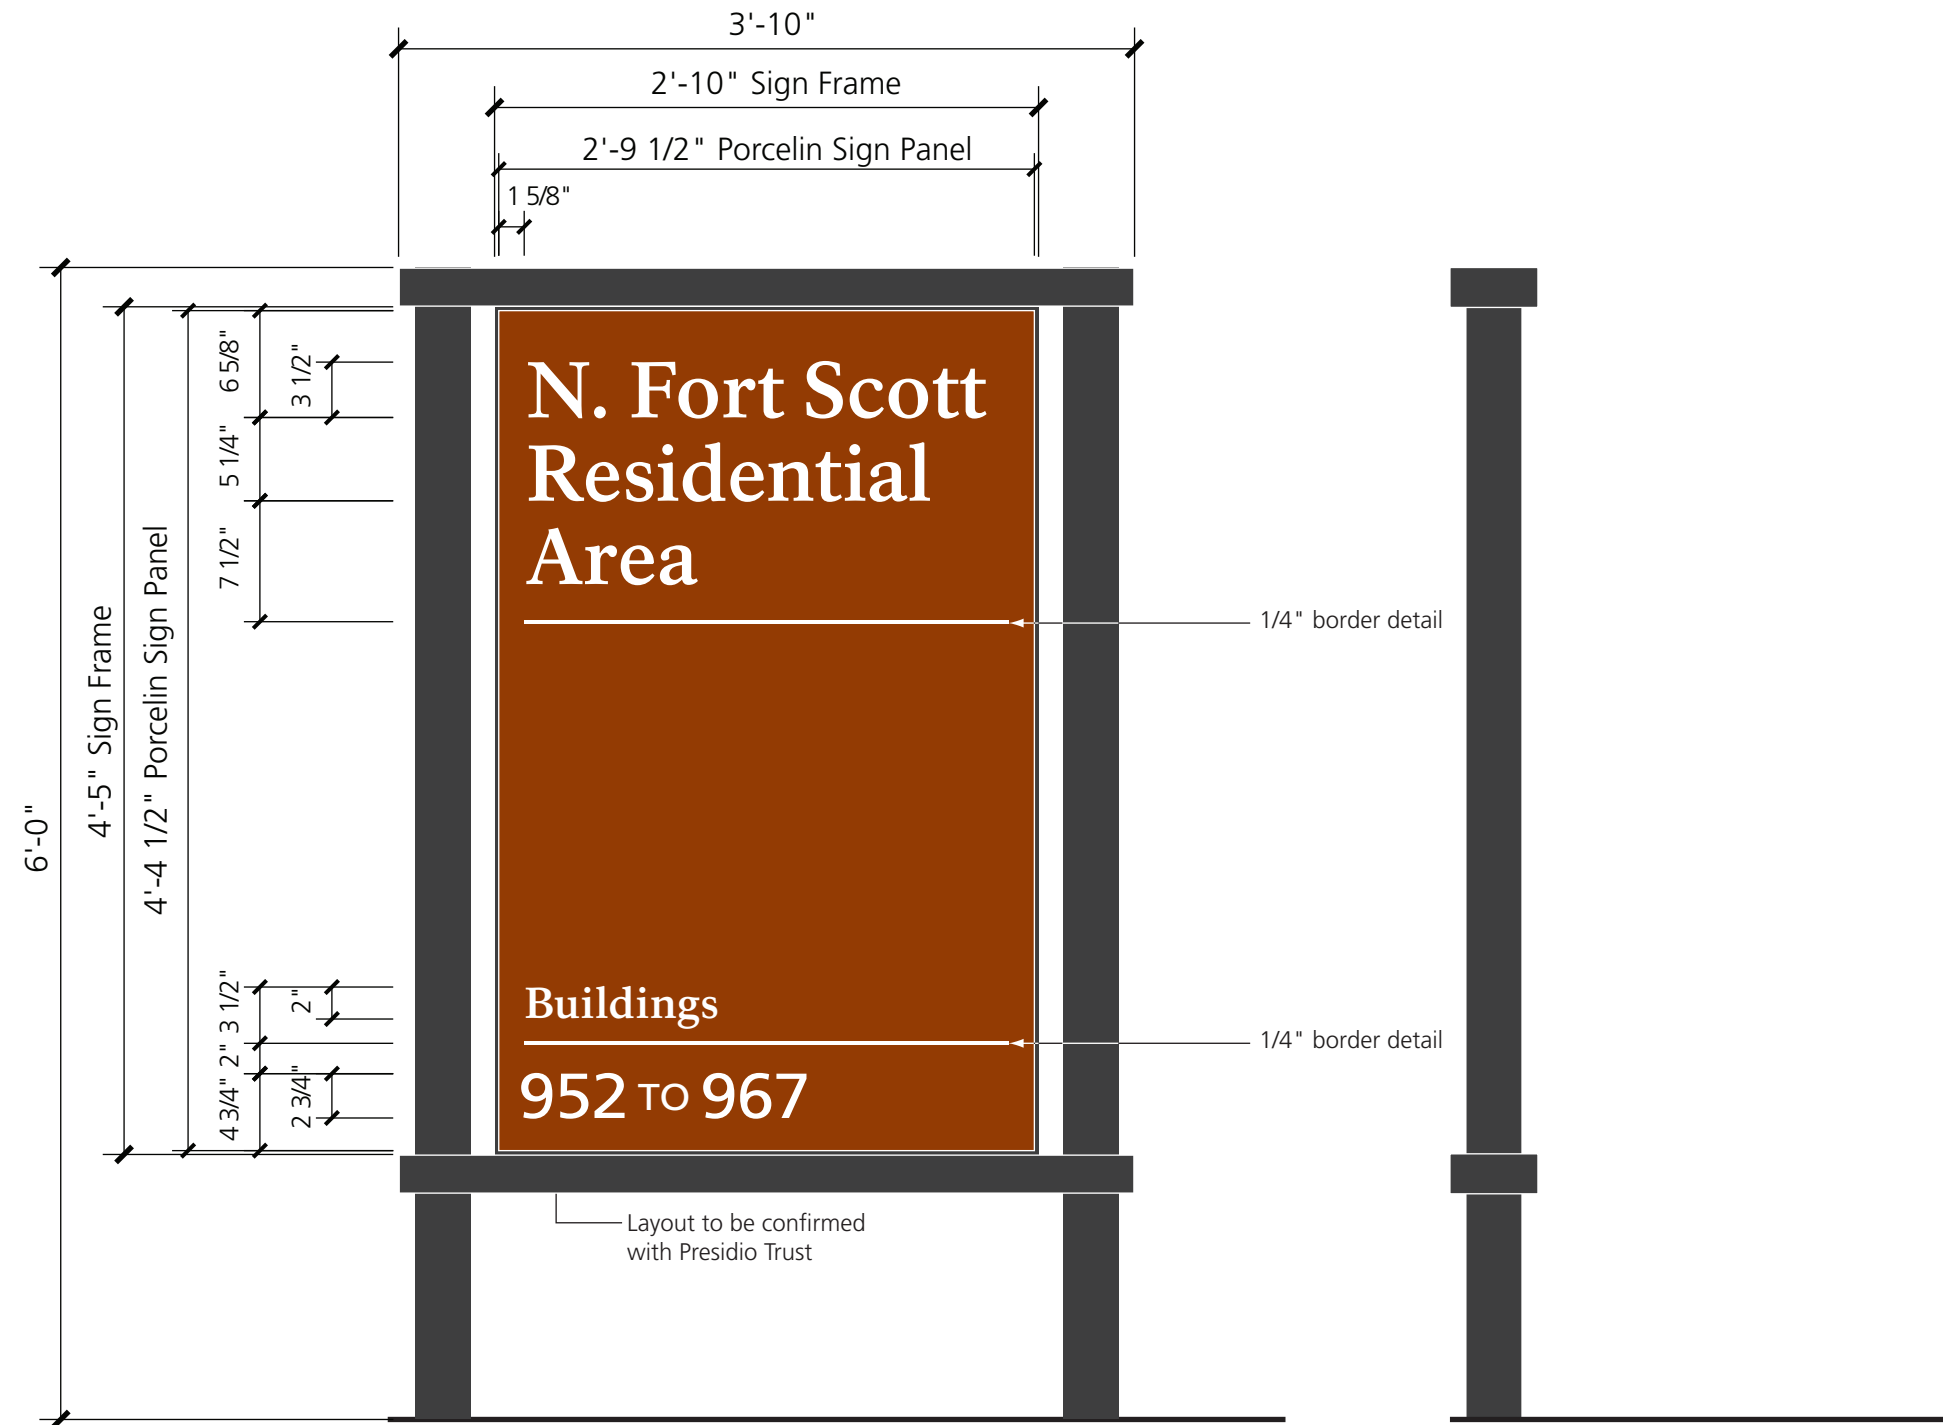 3'-10"
2'-10" Sign Frame
2'-9 1/2" Porcelin Sign Panel
1 5/8"
6'-0"
4'-5" Sign Frame
4'-4 1/2" Porcelin Sign Panel
6 5/8"
3 1/2"
5 1/4"
7 1/2"
3 1/2"
2"
2"
4 3/4"
2 3/4"
N. Fort Scott
Residential
Area
1/4" border detail
Buildings
1/4" border detail
952 TO 967
Layout to be confirmed
with Presidio Trust